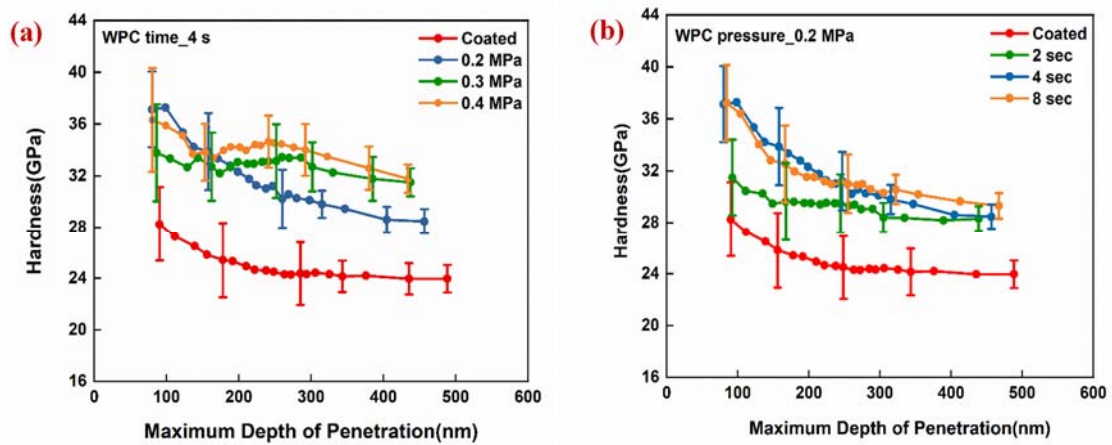 (a)
WPC time_4 s
Coated
0.2 MPa
0.3 MPa
0.4 MPa
44
40
36
32
28
24
20
16
Hardness(GPa)
0
100
200
300
400
500
600
Maximum Depth of Penetration(nm)
(b)
WPC pressure_0.2 MPa
Coated
2 sec
4 sec
8 sec
44
40
36
32
28
24
20
16
Hardness(GPa)
0
100
200
300
400
500
600
Maximum Depth of Penetration(nm)